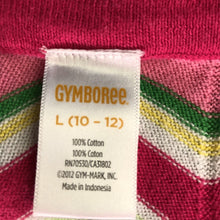 GYMBOREE
L (10 - 12)
100% Cotton
100% Coton
RN70530/CA31802
©2012 GYM-MARK, INC.
Made in Indonesia